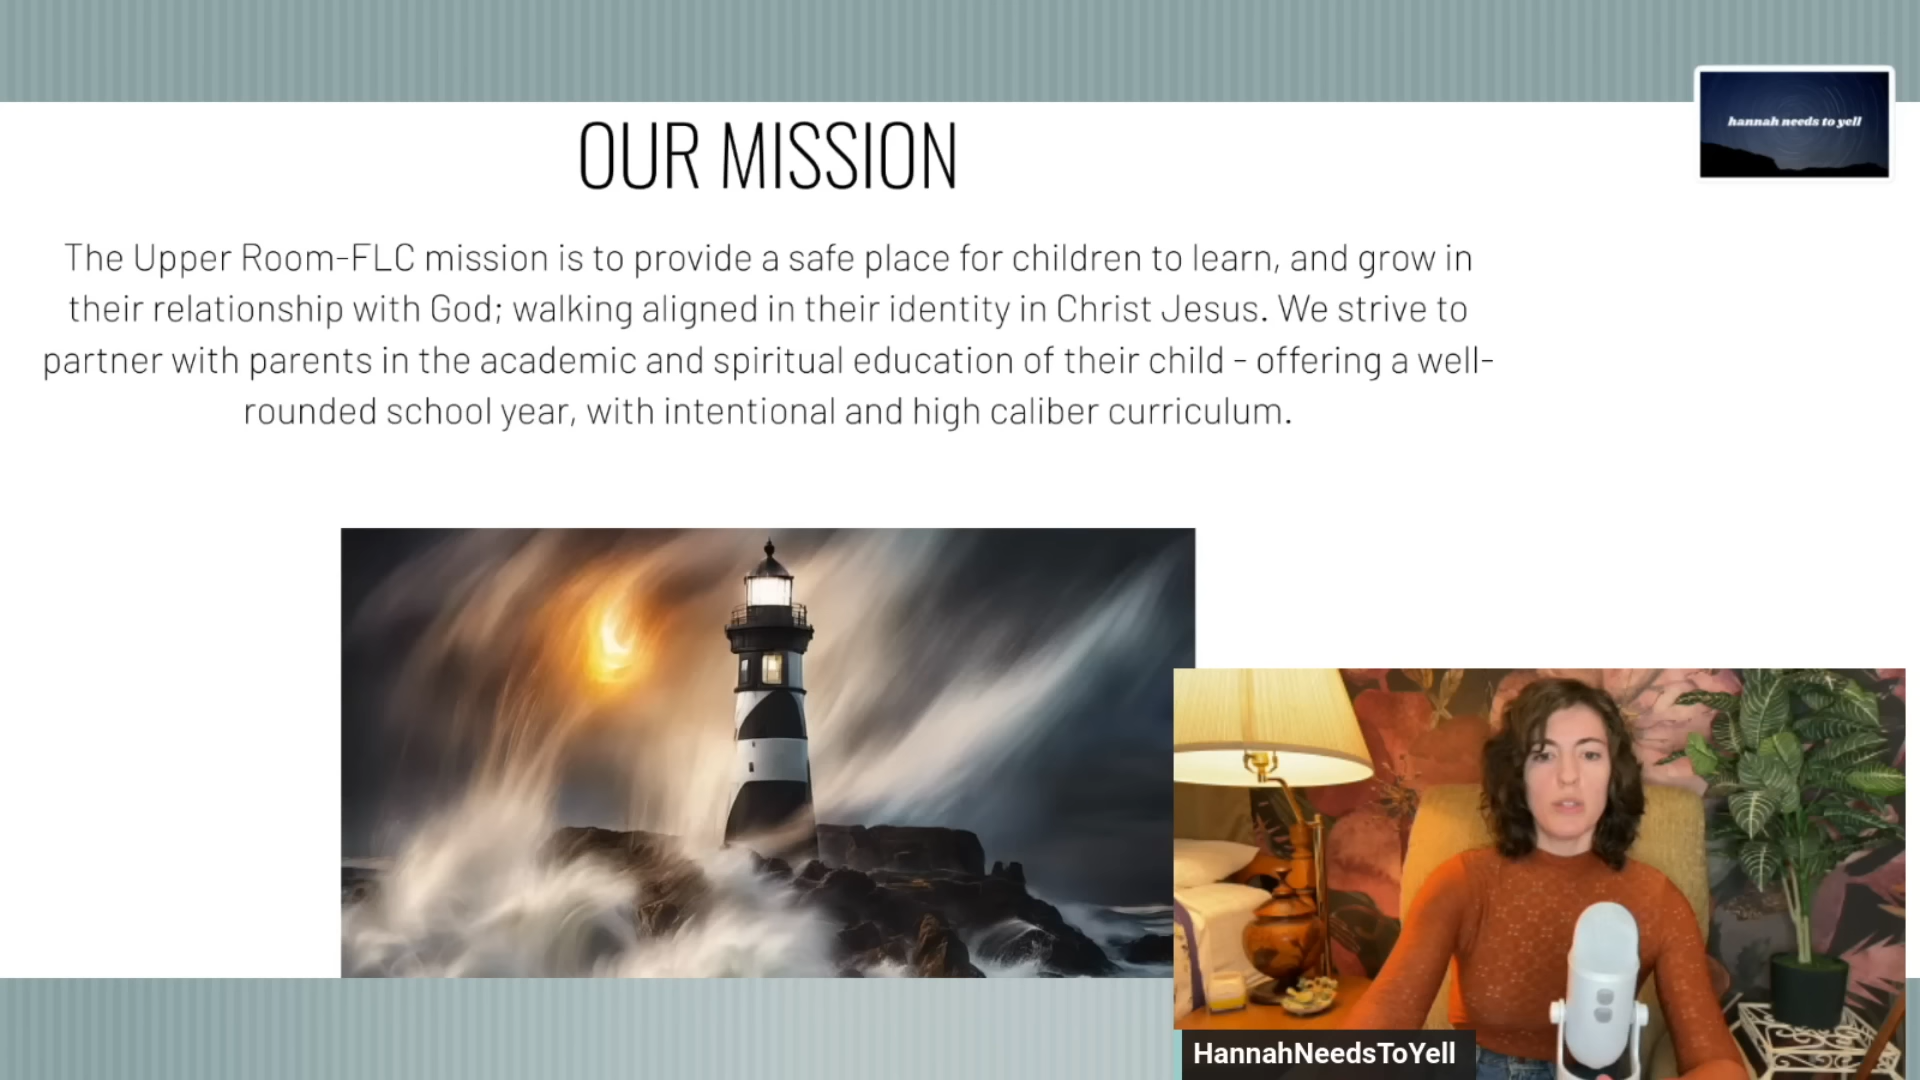 OUR MISSION
hannah needs to yell
The Upper Room-FLC mission is to provide a safe place for children to learn, and grow in
their relationship with God; walking aligned in their identity in Christ Jesus. We strive to
partner with parents in the academic and spiritual education of their child - offering a well-
rounded school year, with intentional and high caliber curriculum.
HannahNeedsToYell